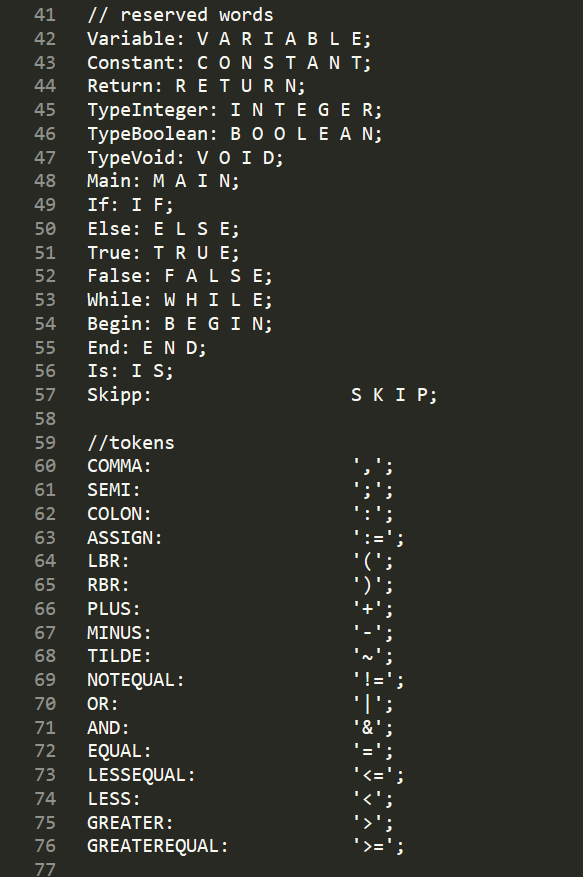 41 // reserved words
42 Variable: V A R I A B L E;
43 Constant: C O N S T A N T;
44 Return: R E T U R N;
45 TypeInteger: I N T E G E R;
46 TypeBoolean: B O O L E A N;
47 TypeVoid: V O I D;
48 Main: M A I N;
49 If: I F;
50 Else: E L S E;
51 True: T R U E;
52 False: F A L S E;
53 While: W H I L E;
54 Begin: B E G I N;
55 End: E N D;
56 Is: I S;
57 Skipp: S K I P;
58
59 //tokens
60 COMMA: ',';
61 SEMI: ';';
62 COLON: ':';
63 ASSIGN: ':=';
64 LBR: '(';
65 RBR: ')';
66 PLUS: '+';
67 MINUS: '-';
68 TILDE: '~';
69 NOTEQUAL: '!=';
70 OR: '|';
71 AND: '&';
72 EQUAL: '=';
73 LESSEQUAL: '<=';
74 LESS: '<';
75 GREATER: '>';
76 GREATEREQUAL: '>=';
77